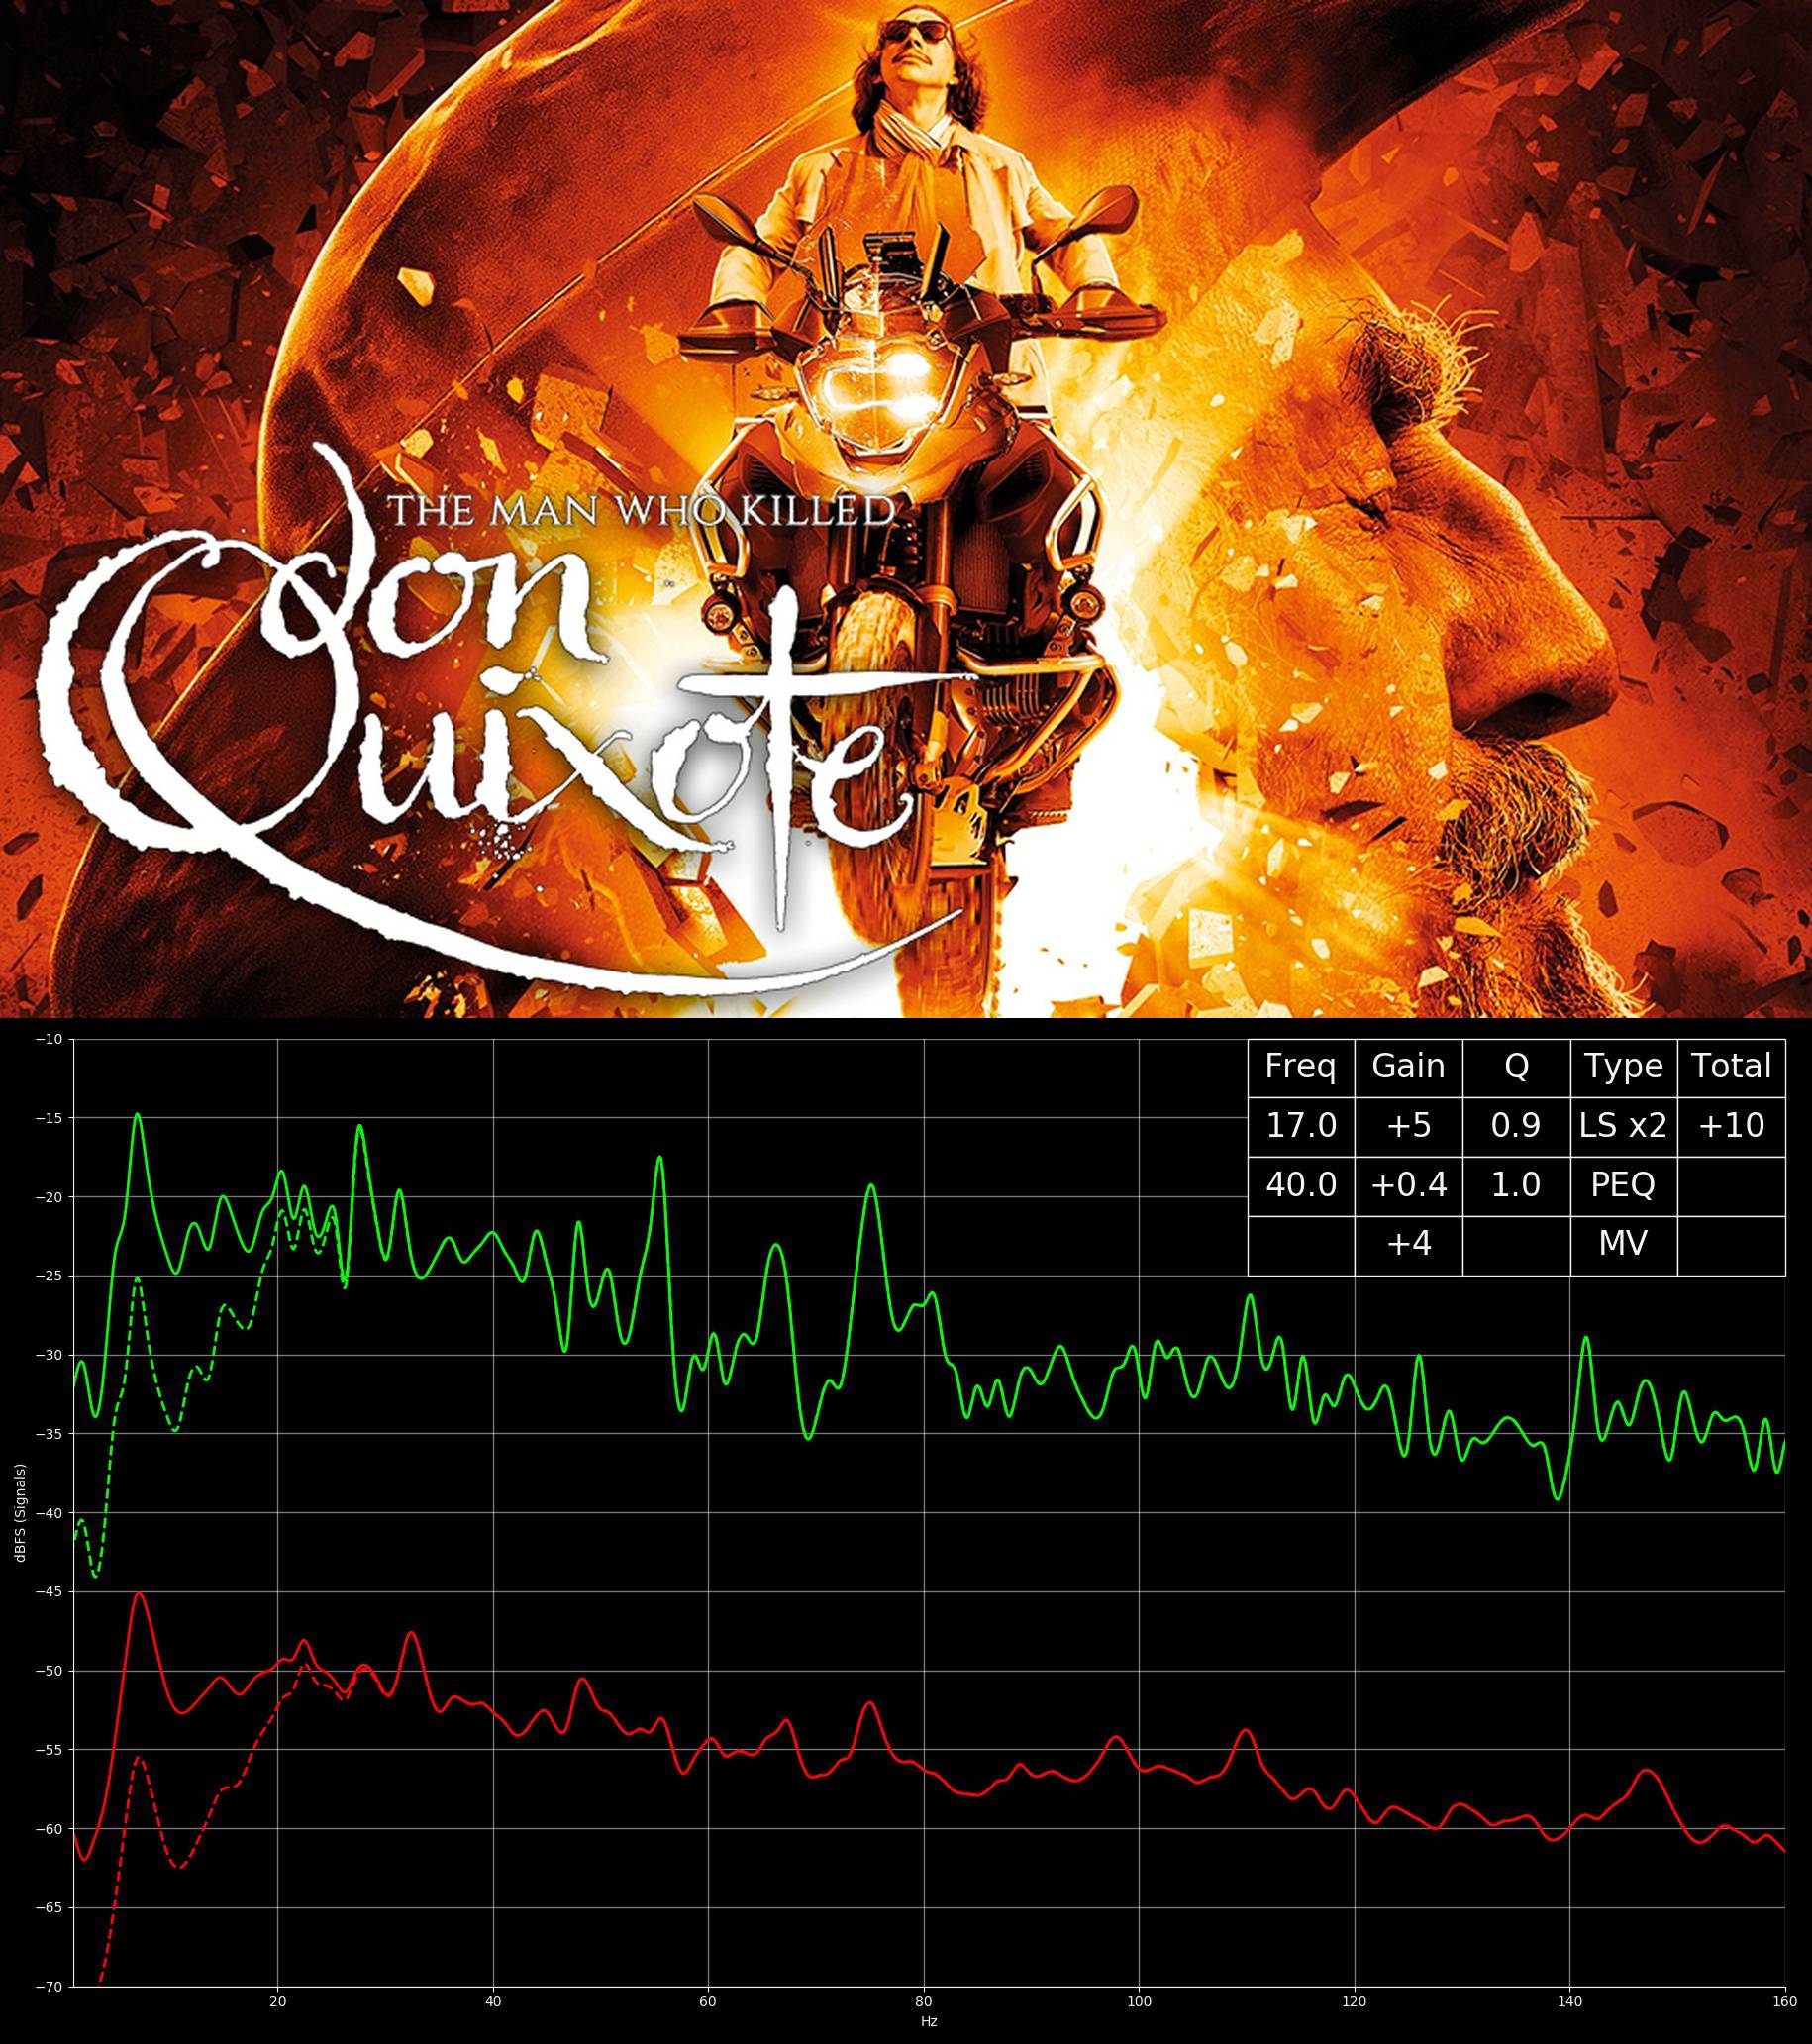 THE MAN WHO KILLED
Don
Quixote
Freq Gain Q Type Total
17.0 +5 0.9 LS x2 +10
40.0 +0.4 1.0 PEQ
+4 MV
−10
−15
−20
−25
−30
−35
−40
−45
−50
−55
−60
−65
−70
dBFS (Signals)
20 40 60 80 100 120 140 160
Hz